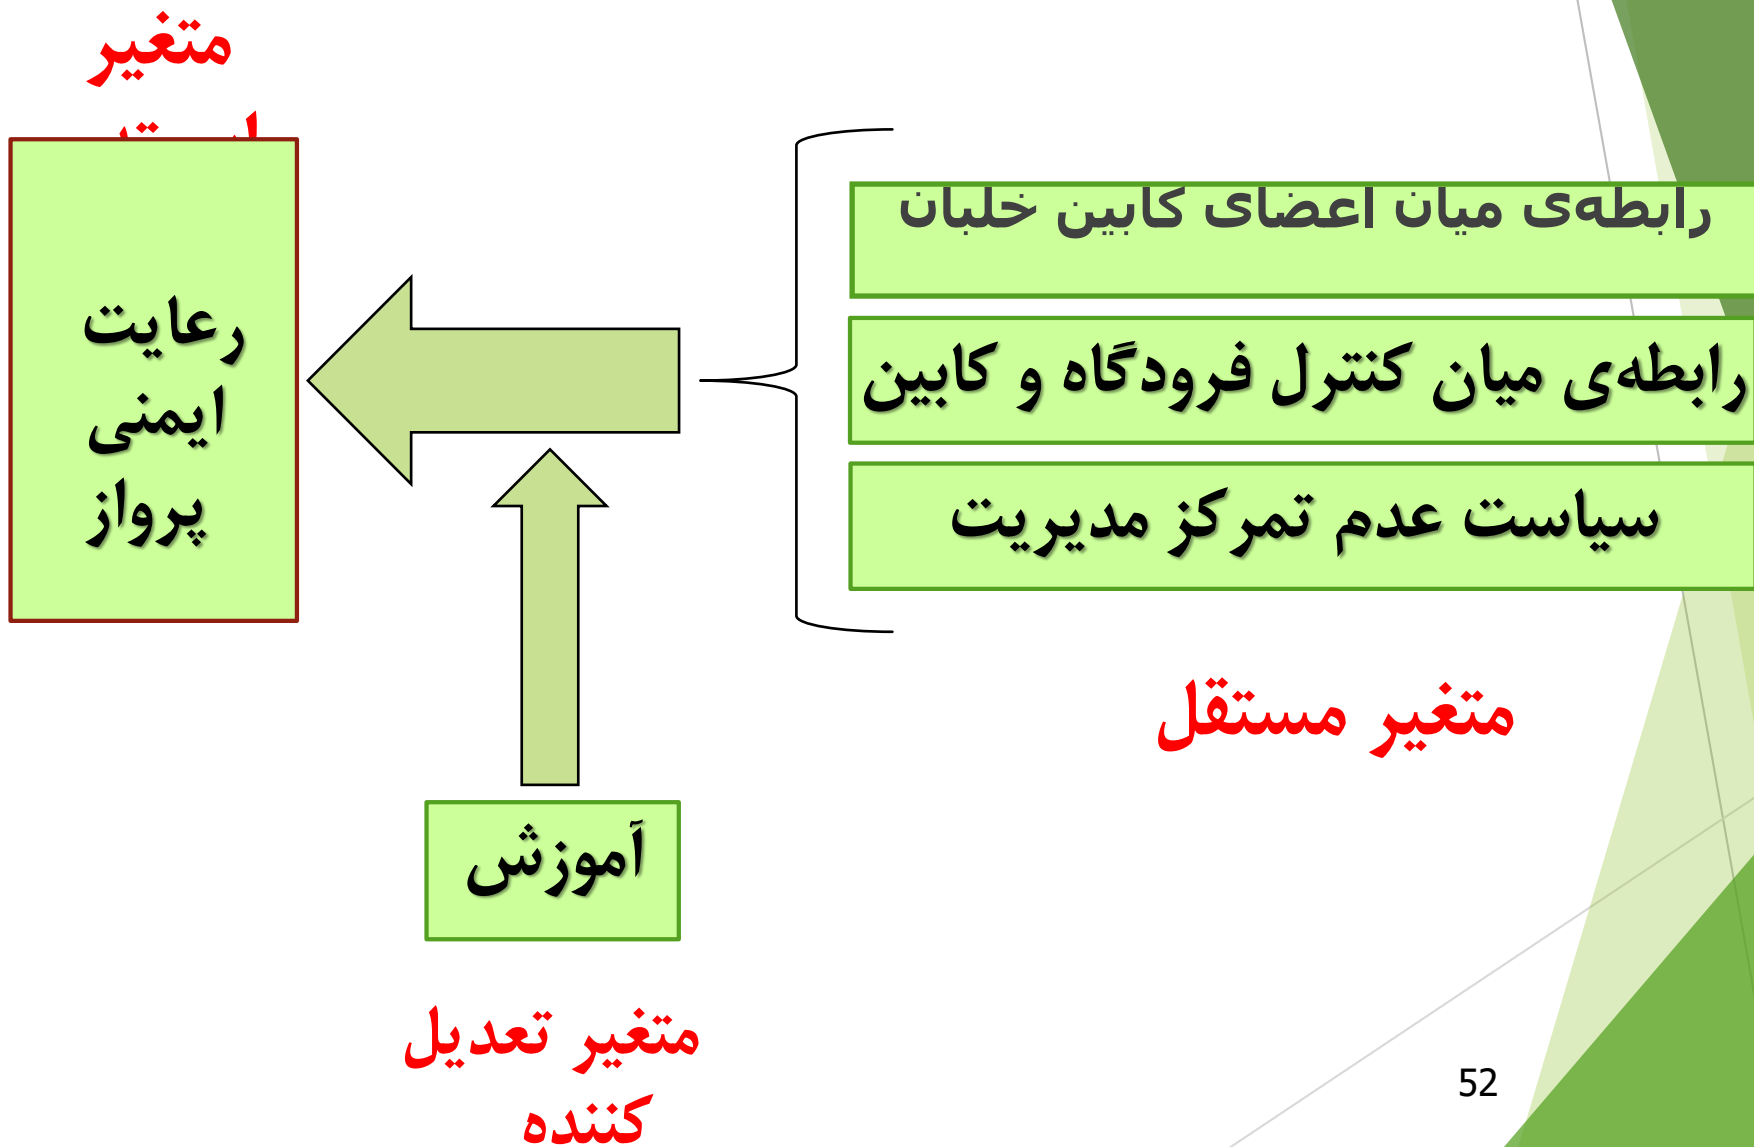 متغیر
رابطه‌ی میان اعضای کابین خلبان
رابطه‌ی میان کنترل فرودگاه و کابین
سیاست عدم تمرکز مدیریت
رعایت
ایمنی
پرواز
متغیر مستقل
آموزش
متغیر تعدیل
کننده
52